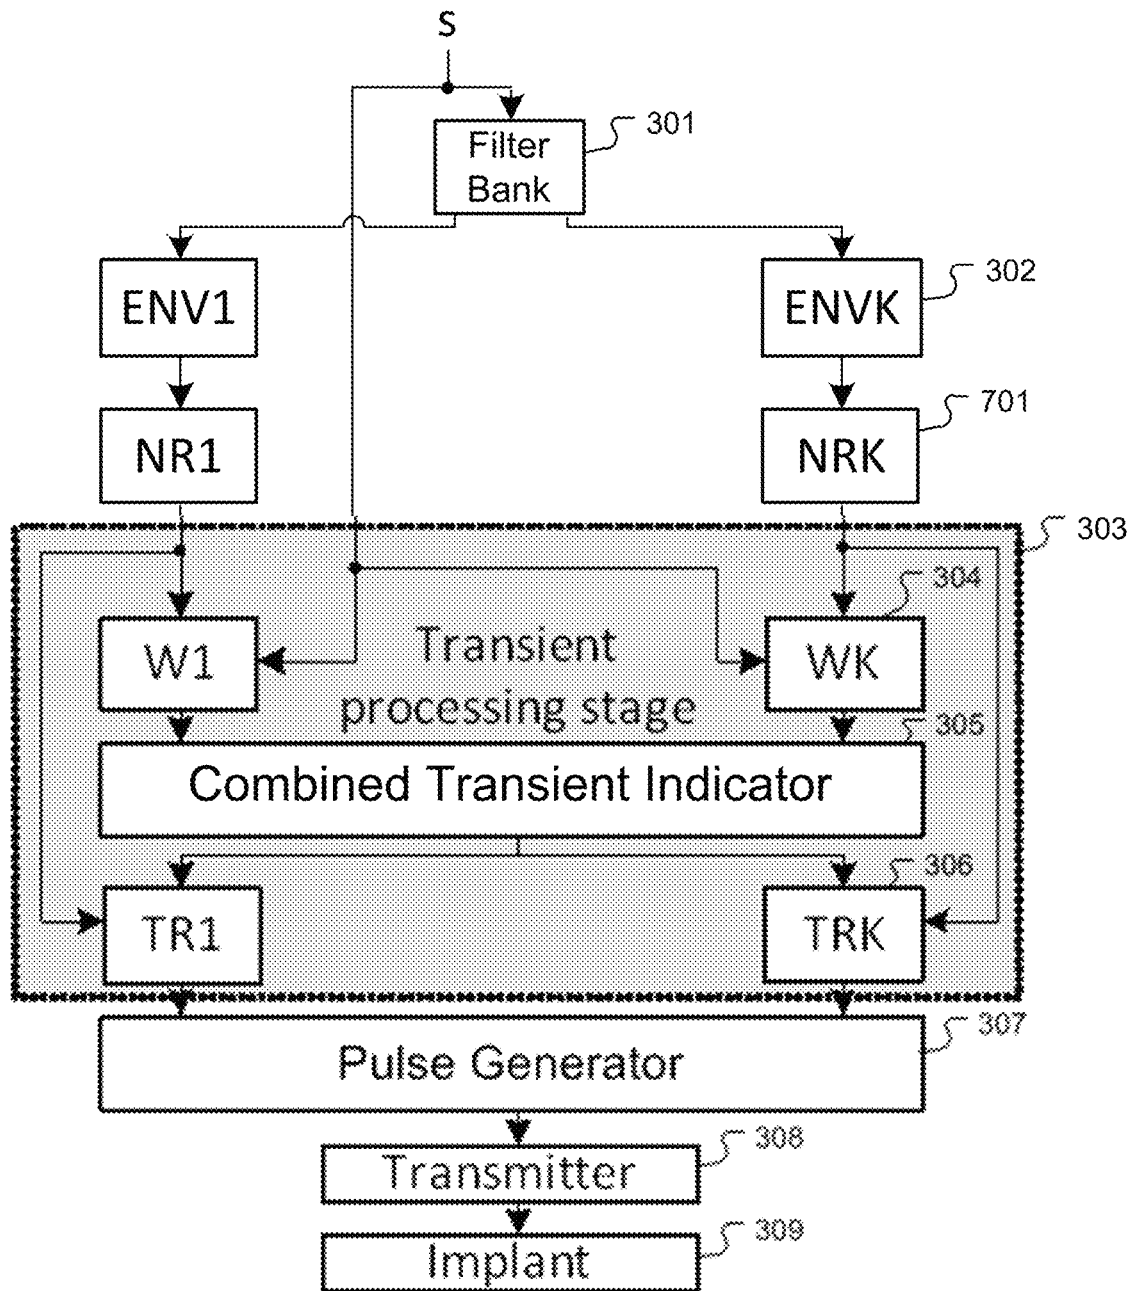 S
301
Filter
Bank
302
ENV1
ENVK
701
NR1
NRK
303
304
W1
WK
Transient
processing stage
305
Combined Transient Indicator
306
TR1
TRK
307
Pulse Generator
308
Transmitter
309
Implant